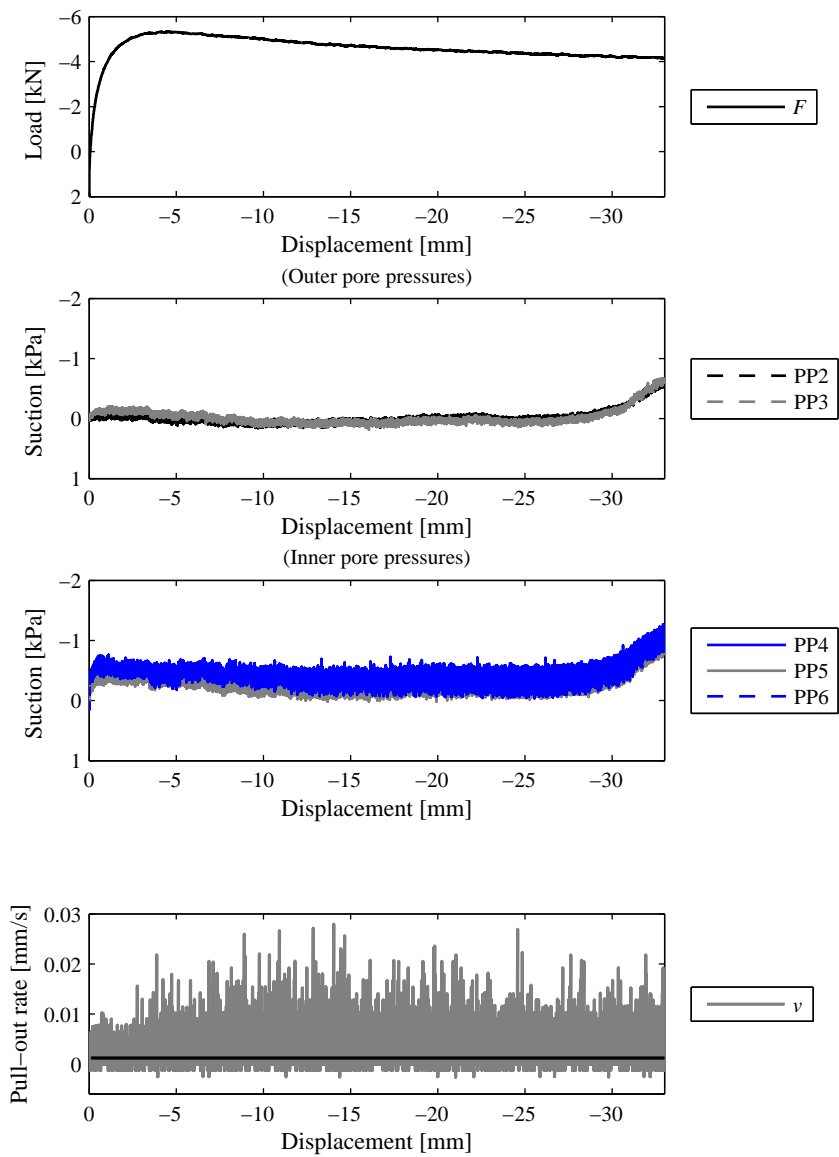 −6
−4
−2
0
2
Load [kN]
0 −5 −10 −15 −20 −25 −30
Displacement [mm]
F
(Outer pore pressures)
−2
−1
0
1
Suction [kPa]
0 −5 −10 −15 −20 −25 −30
Displacement [mm]
PP2
PP3
(Inner pore pressures)
−2
−1
0
1
Suction [kPa]
0 −5 −10 −15 −20 −25 −30
Displacement [mm]
PP4
PP5
PP6
0.03
0.02
0.01
0
Pull−out rate [mm/s]
0 −5 −10 −15 −20 −25 −30
Displacement [mm]
v